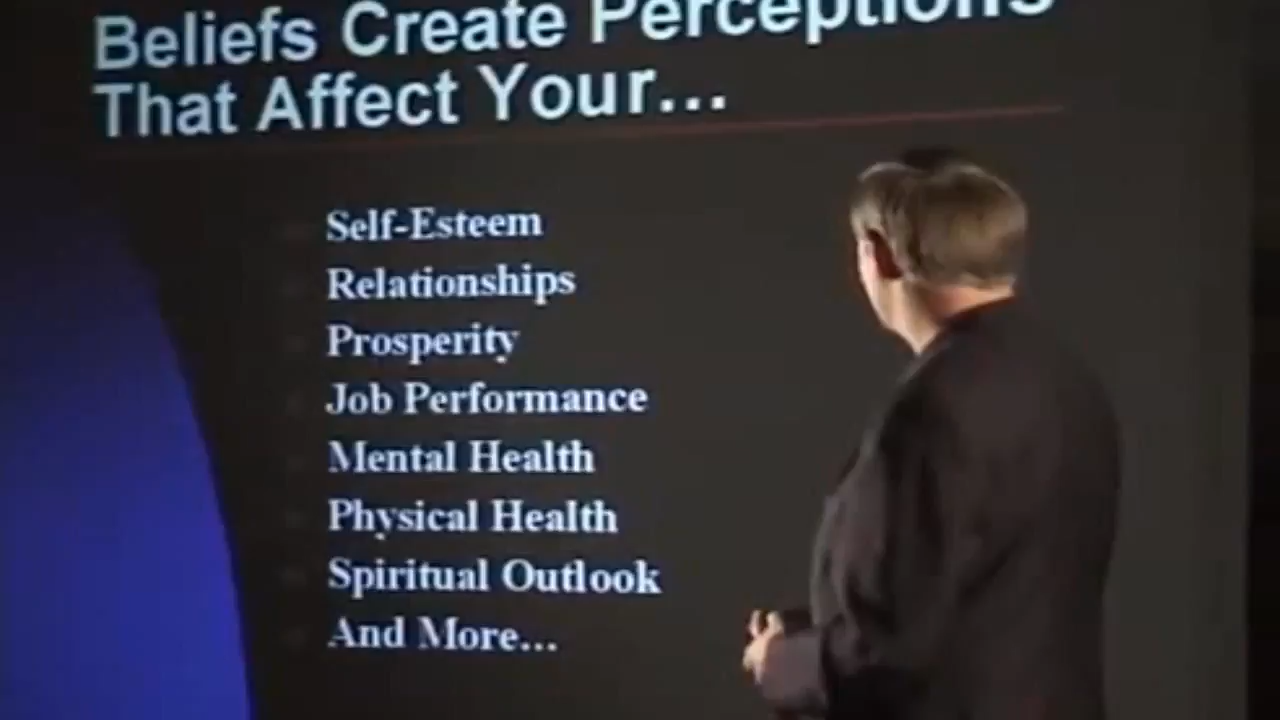 Beliefs Create Perceptions
That Affect Your...
Self-Esteem
Relationships
Prosperity
Job Performance
Mental Health
Physical Health
Spiritual Outlook
And More...